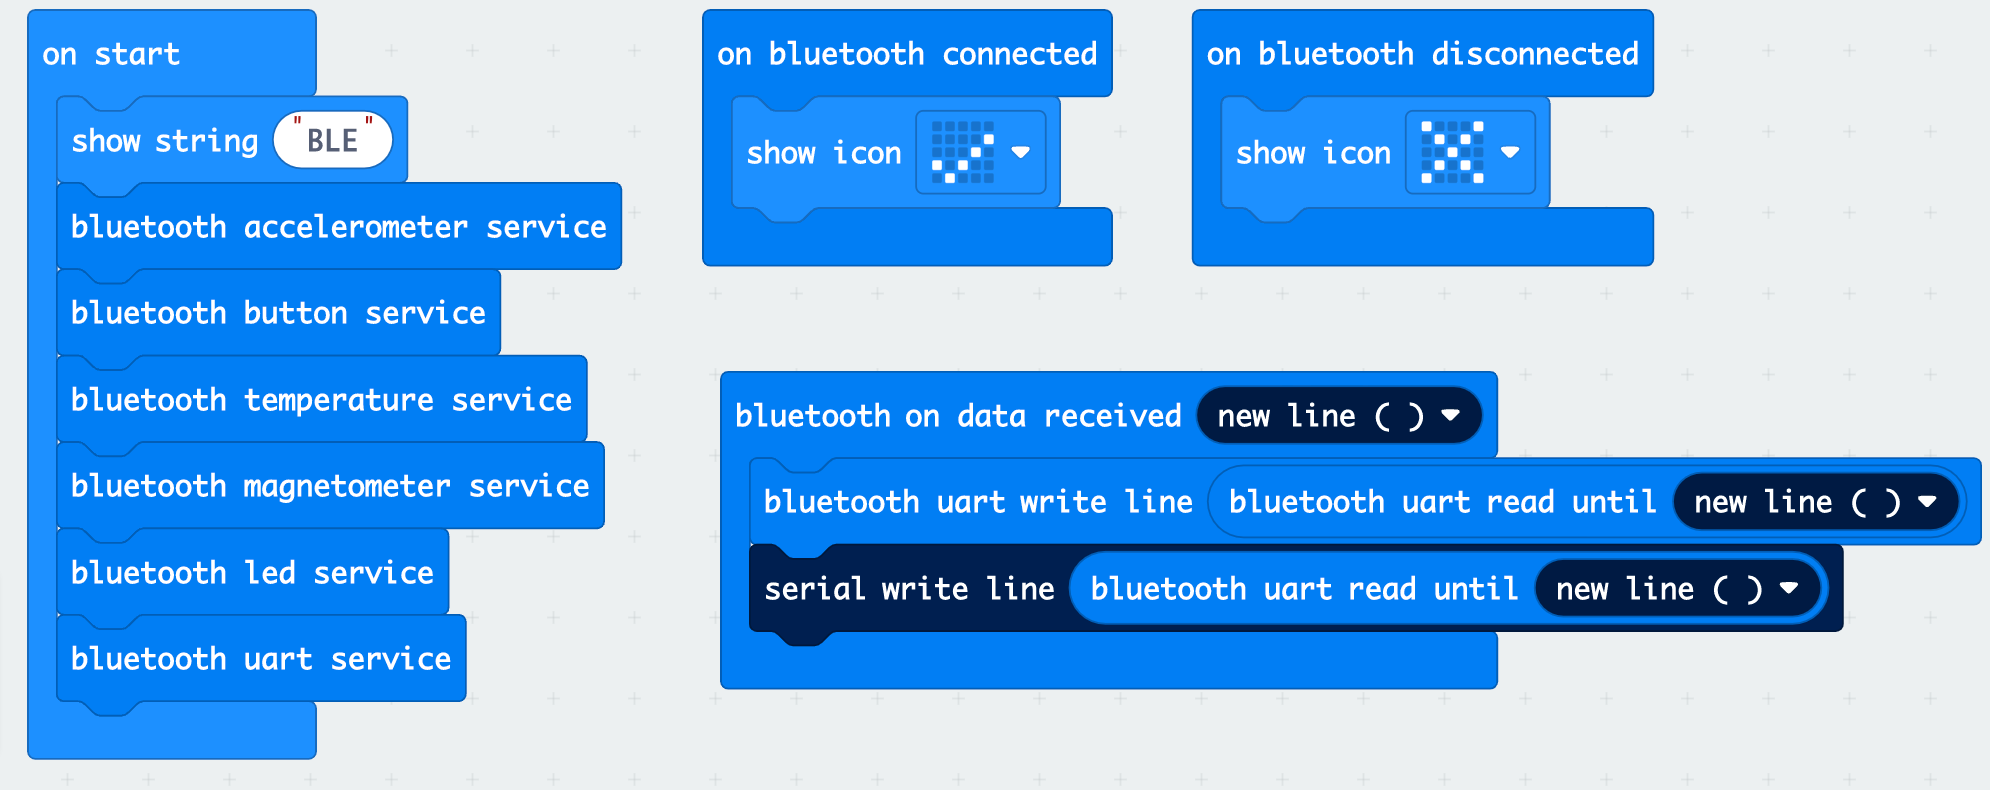 on start
show string "BLE"
bluetooth accelerometer service
bluetooth button service
bluetooth temperature service
bluetooth magnetometer service
bluetooth led service
bluetooth uart service
on bluetooth connected
show icon
on bluetooth disconnected
show icon
bluetooth on data received new line ( )
bluetooth uart write line bluetooth uart read until new line ( )
serial write line bluetooth uart read until new line ( )